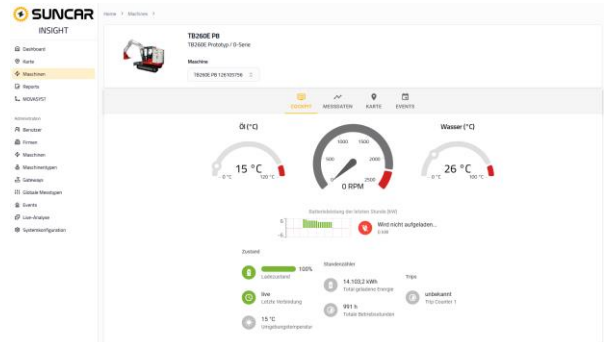 SUNCAR
INSIGHT
Home > Maschinen >
Dashboard
Karte
Maschinen
Reports
MOVASYST
Administration
Benutzer
Firmen
Maschinen
Maschinentypen
Gateways
Globale Messtypen
Events
Live-Analyse
Systemkonfiguration
TB260E PB
TB260E Prototyp / 0-Serie
Maschine
TB260E PB 126103756
COCKPIT
MESSDATEN
KARTE
EVENTS
Öl (°C)
15 °C
0 °C
120 °C
500
1000
1500
2000
2500
0 RPM
Wasser (°C)
26 °C
0 °C
100 °C
Batterieleistung der letzten Stunde (kW)
Wird nicht aufgeladen...
0 kW
Zustand
100%
Ladezustand
live
Letzte Verbindung
15 °C
Umgebungstemperatur
Stundenzähler
14.103,2 kWh
Total geladene Energie
991 h
Totale Betriebsstunden
Trips
unbekannt
Trip Counter 1